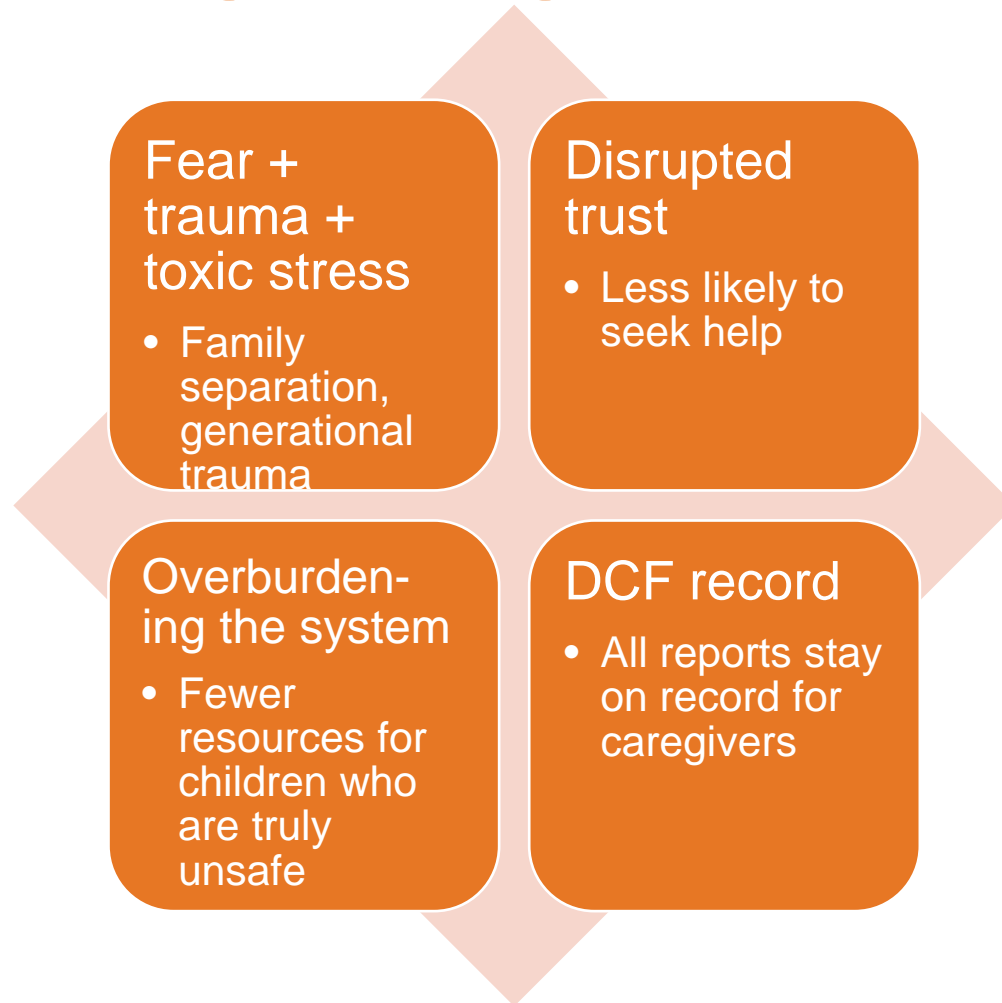 Fear +
trauma +
toxic stress
• Family
separation,
generational
trauma
Disrupted
trust
• Less likely to
seek help
Overburden-
ing the system
• Fewer
resources for
children who
are truly
unsafe
DCF record
• All reports stay
on record for
caregivers